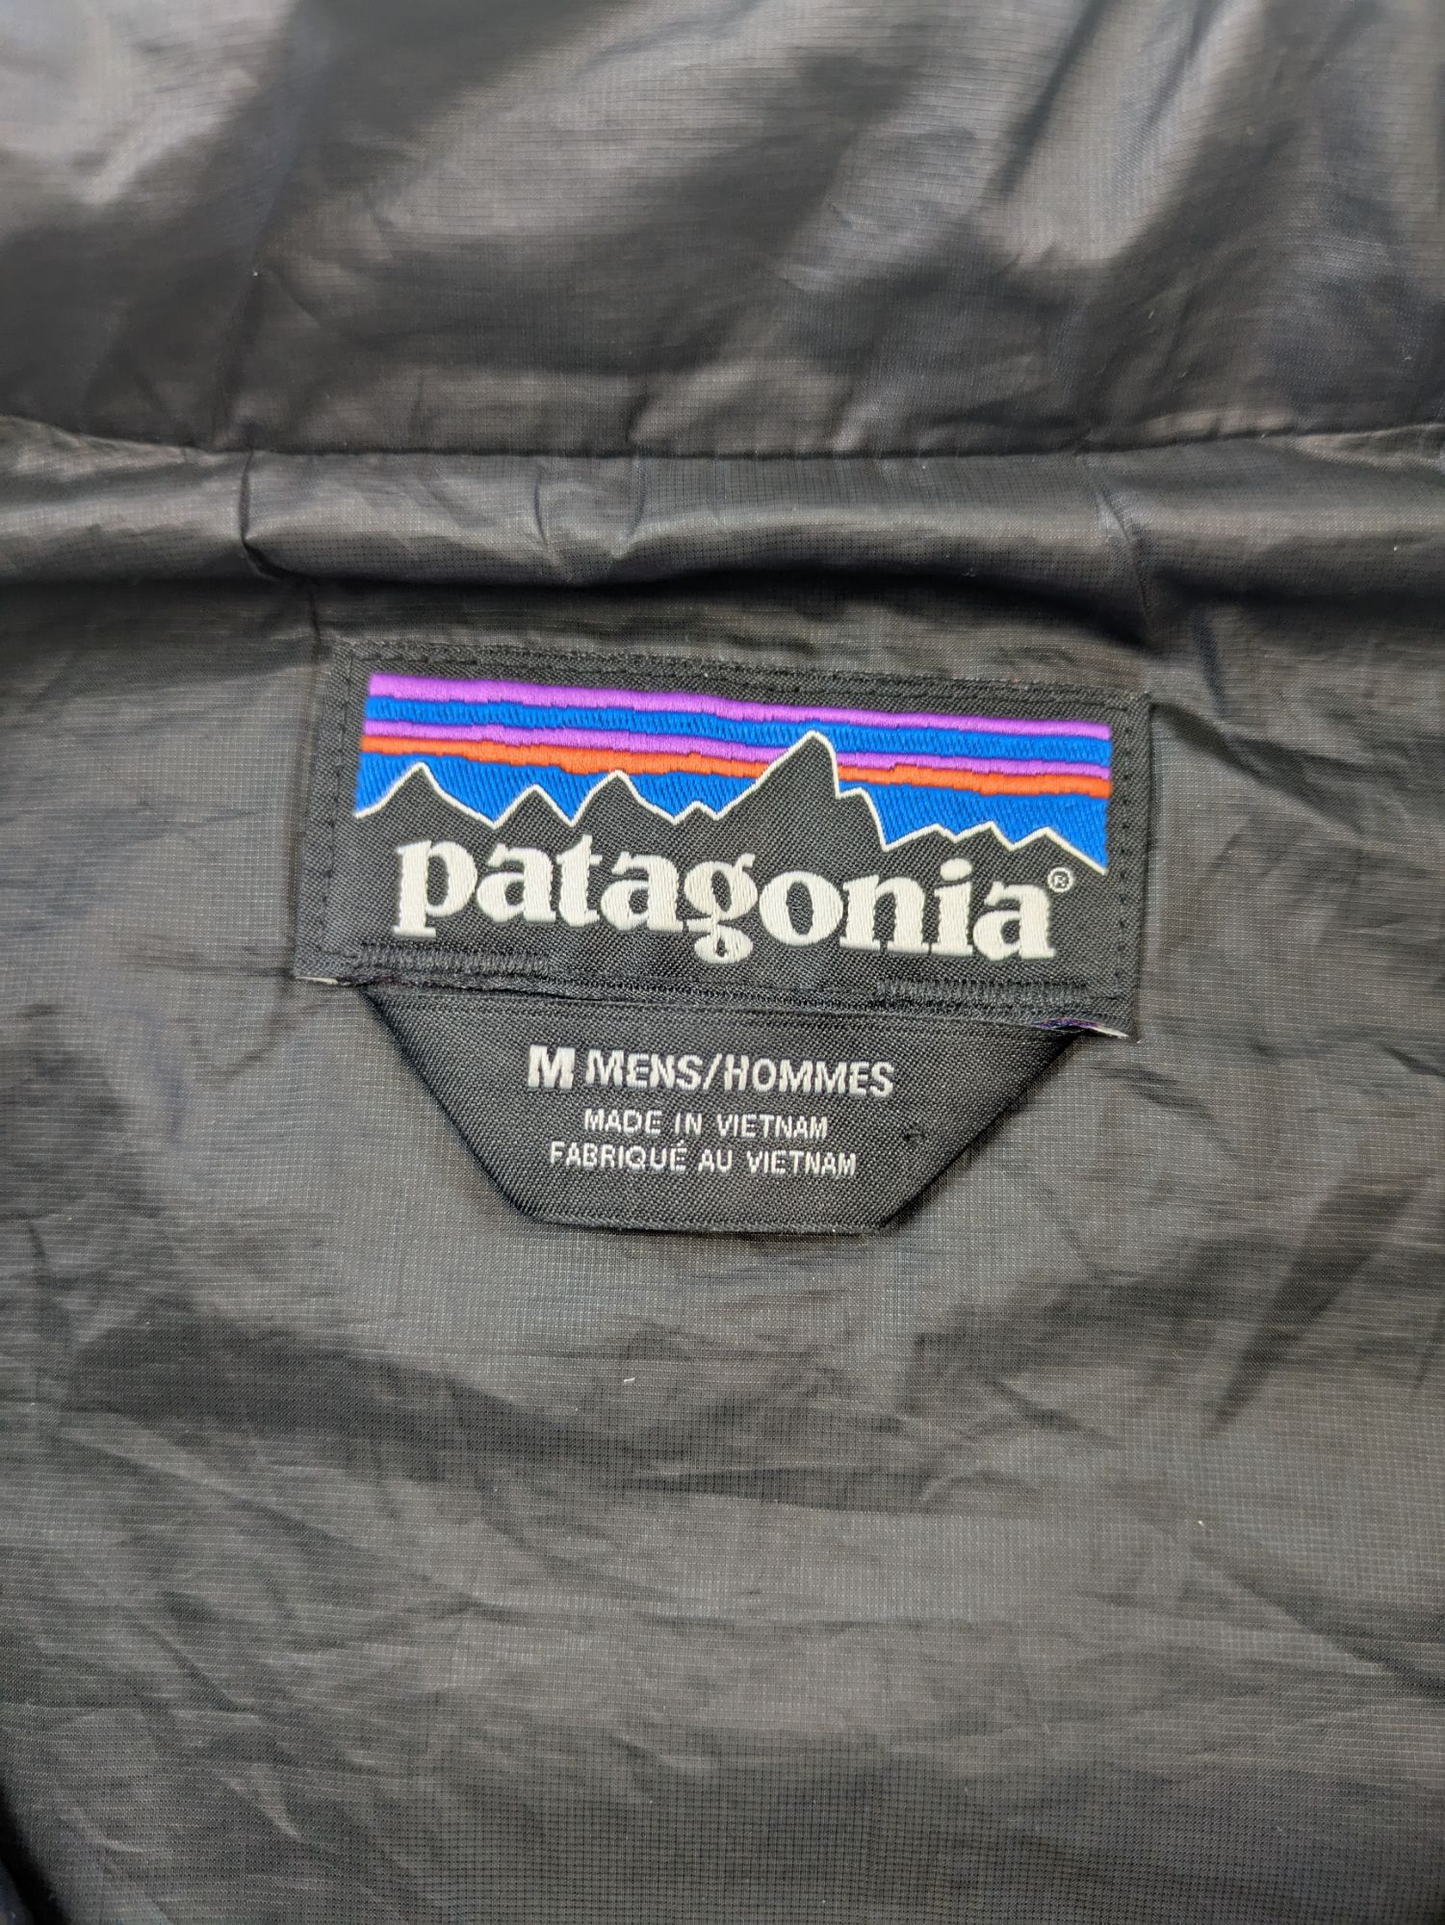 patagonia®
M MENS/HOMMES
MADE IN VIETNAM
FABRIQUÉ AU VIETNAM